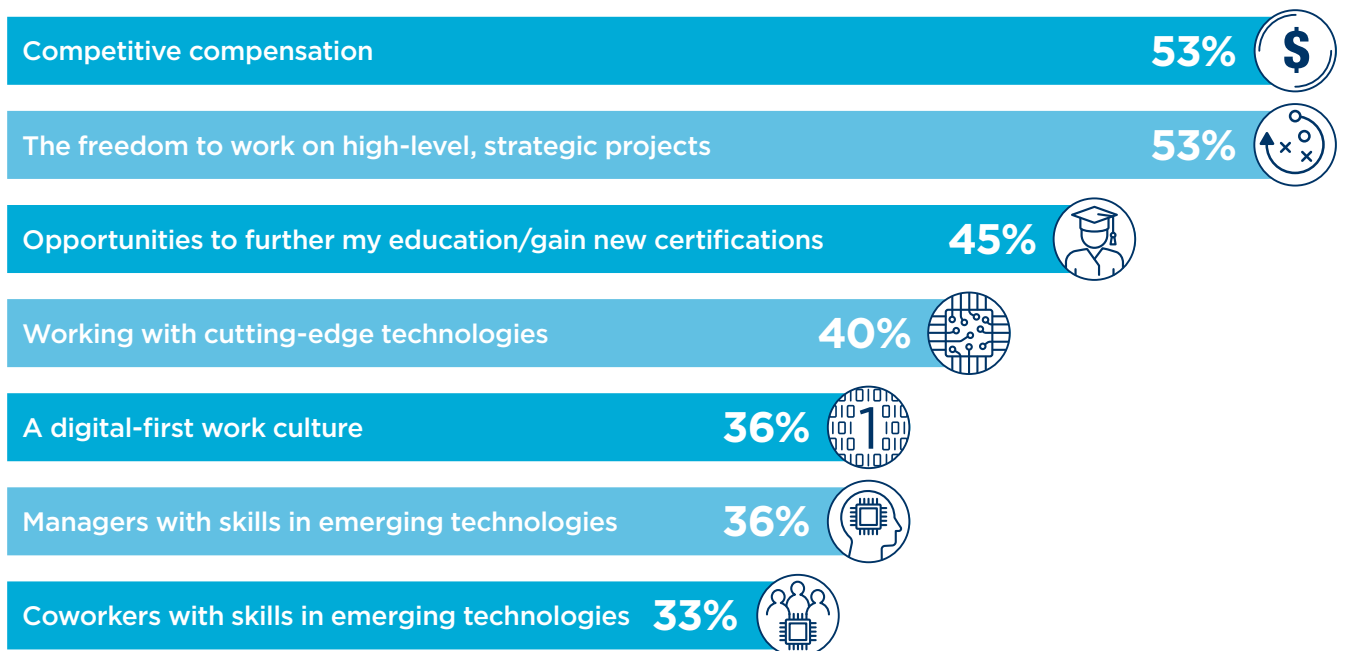 Competitive compensation 53% $
The freedom to work on high-level, strategic projects 53%
Opportunities to further my education/gain new certifications 45%
Working with cutting-edge technologies 40%
A digital-first work culture 36% 1
Managers with skills in emerging technologies 36%
Coworkers with skills in emerging technologies 33%